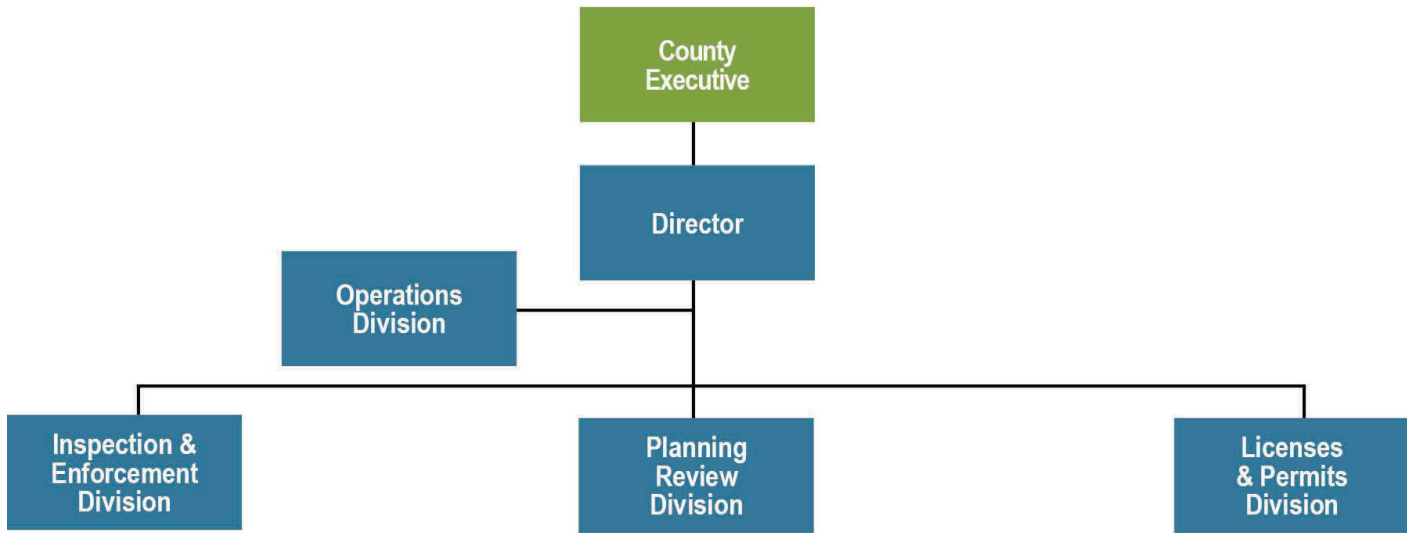 County
Executive
Director
Operations
Division
Inspection &
Enforcement
Division
Planning
Review
Division
Licenses
& Permits
Division